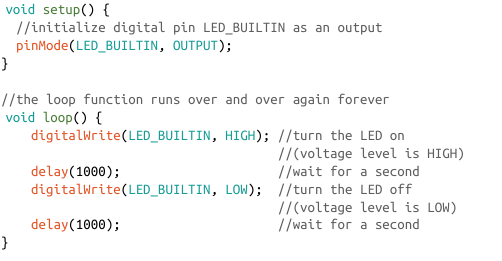 void setup() {
  //initialize digital pin LED_BUILTIN as an output
  pinMode(LED_BUILTIN, OUTPUT);
}

//the loop function runs over and over again forever
void loop() {
    digitalWrite(LED_BUILTIN, HIGH); //turn the LED on
                                     //(voltage level is HIGH)
    delay(1000);                     //wait for a second
    digitalWrite(LED_BUILTIN, LOW);  //turn the LED off
                                     //(voltage level is LOW)
    delay(1000);                     //wait for a second
}